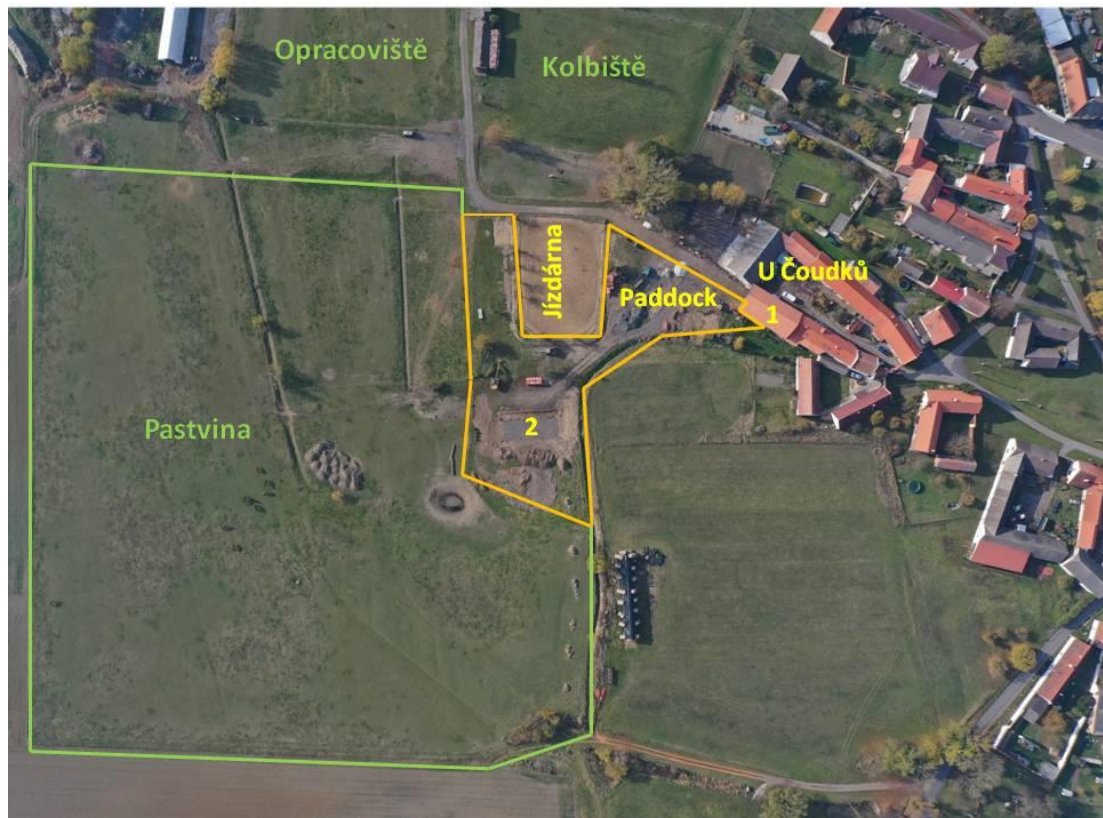 Opracoviště
Kolbiště
U Čoudků
Jízdárna
Paddock
1
Pastvina
2